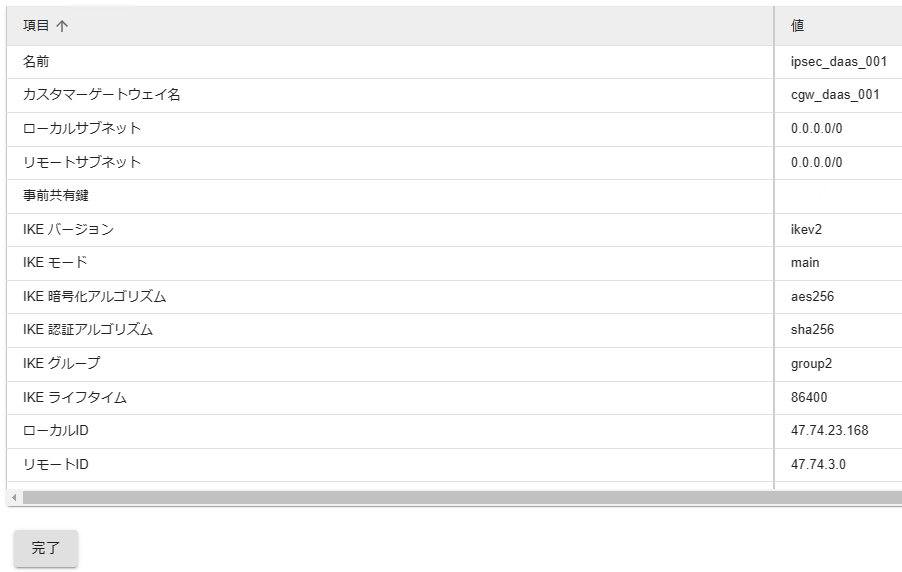 項目 ↑ 値
名前 ipsec_daas_001
カスタマーゲートウェイ名 cgw_daas_001
ローカルサブネット 0.0.0.0/0
リモートサブネット 0.0.0.0/0
事前共有鍵
IKE バージョン ikev2
IKE モード main
IKE 暗号化アルゴリズム aes256
IKE 認証アルゴリズム sha256
IKE グループ group2
IKE ライフタイム 86400
ローカルID 47.74.23.168
リモートID 47.74.3.0
完了